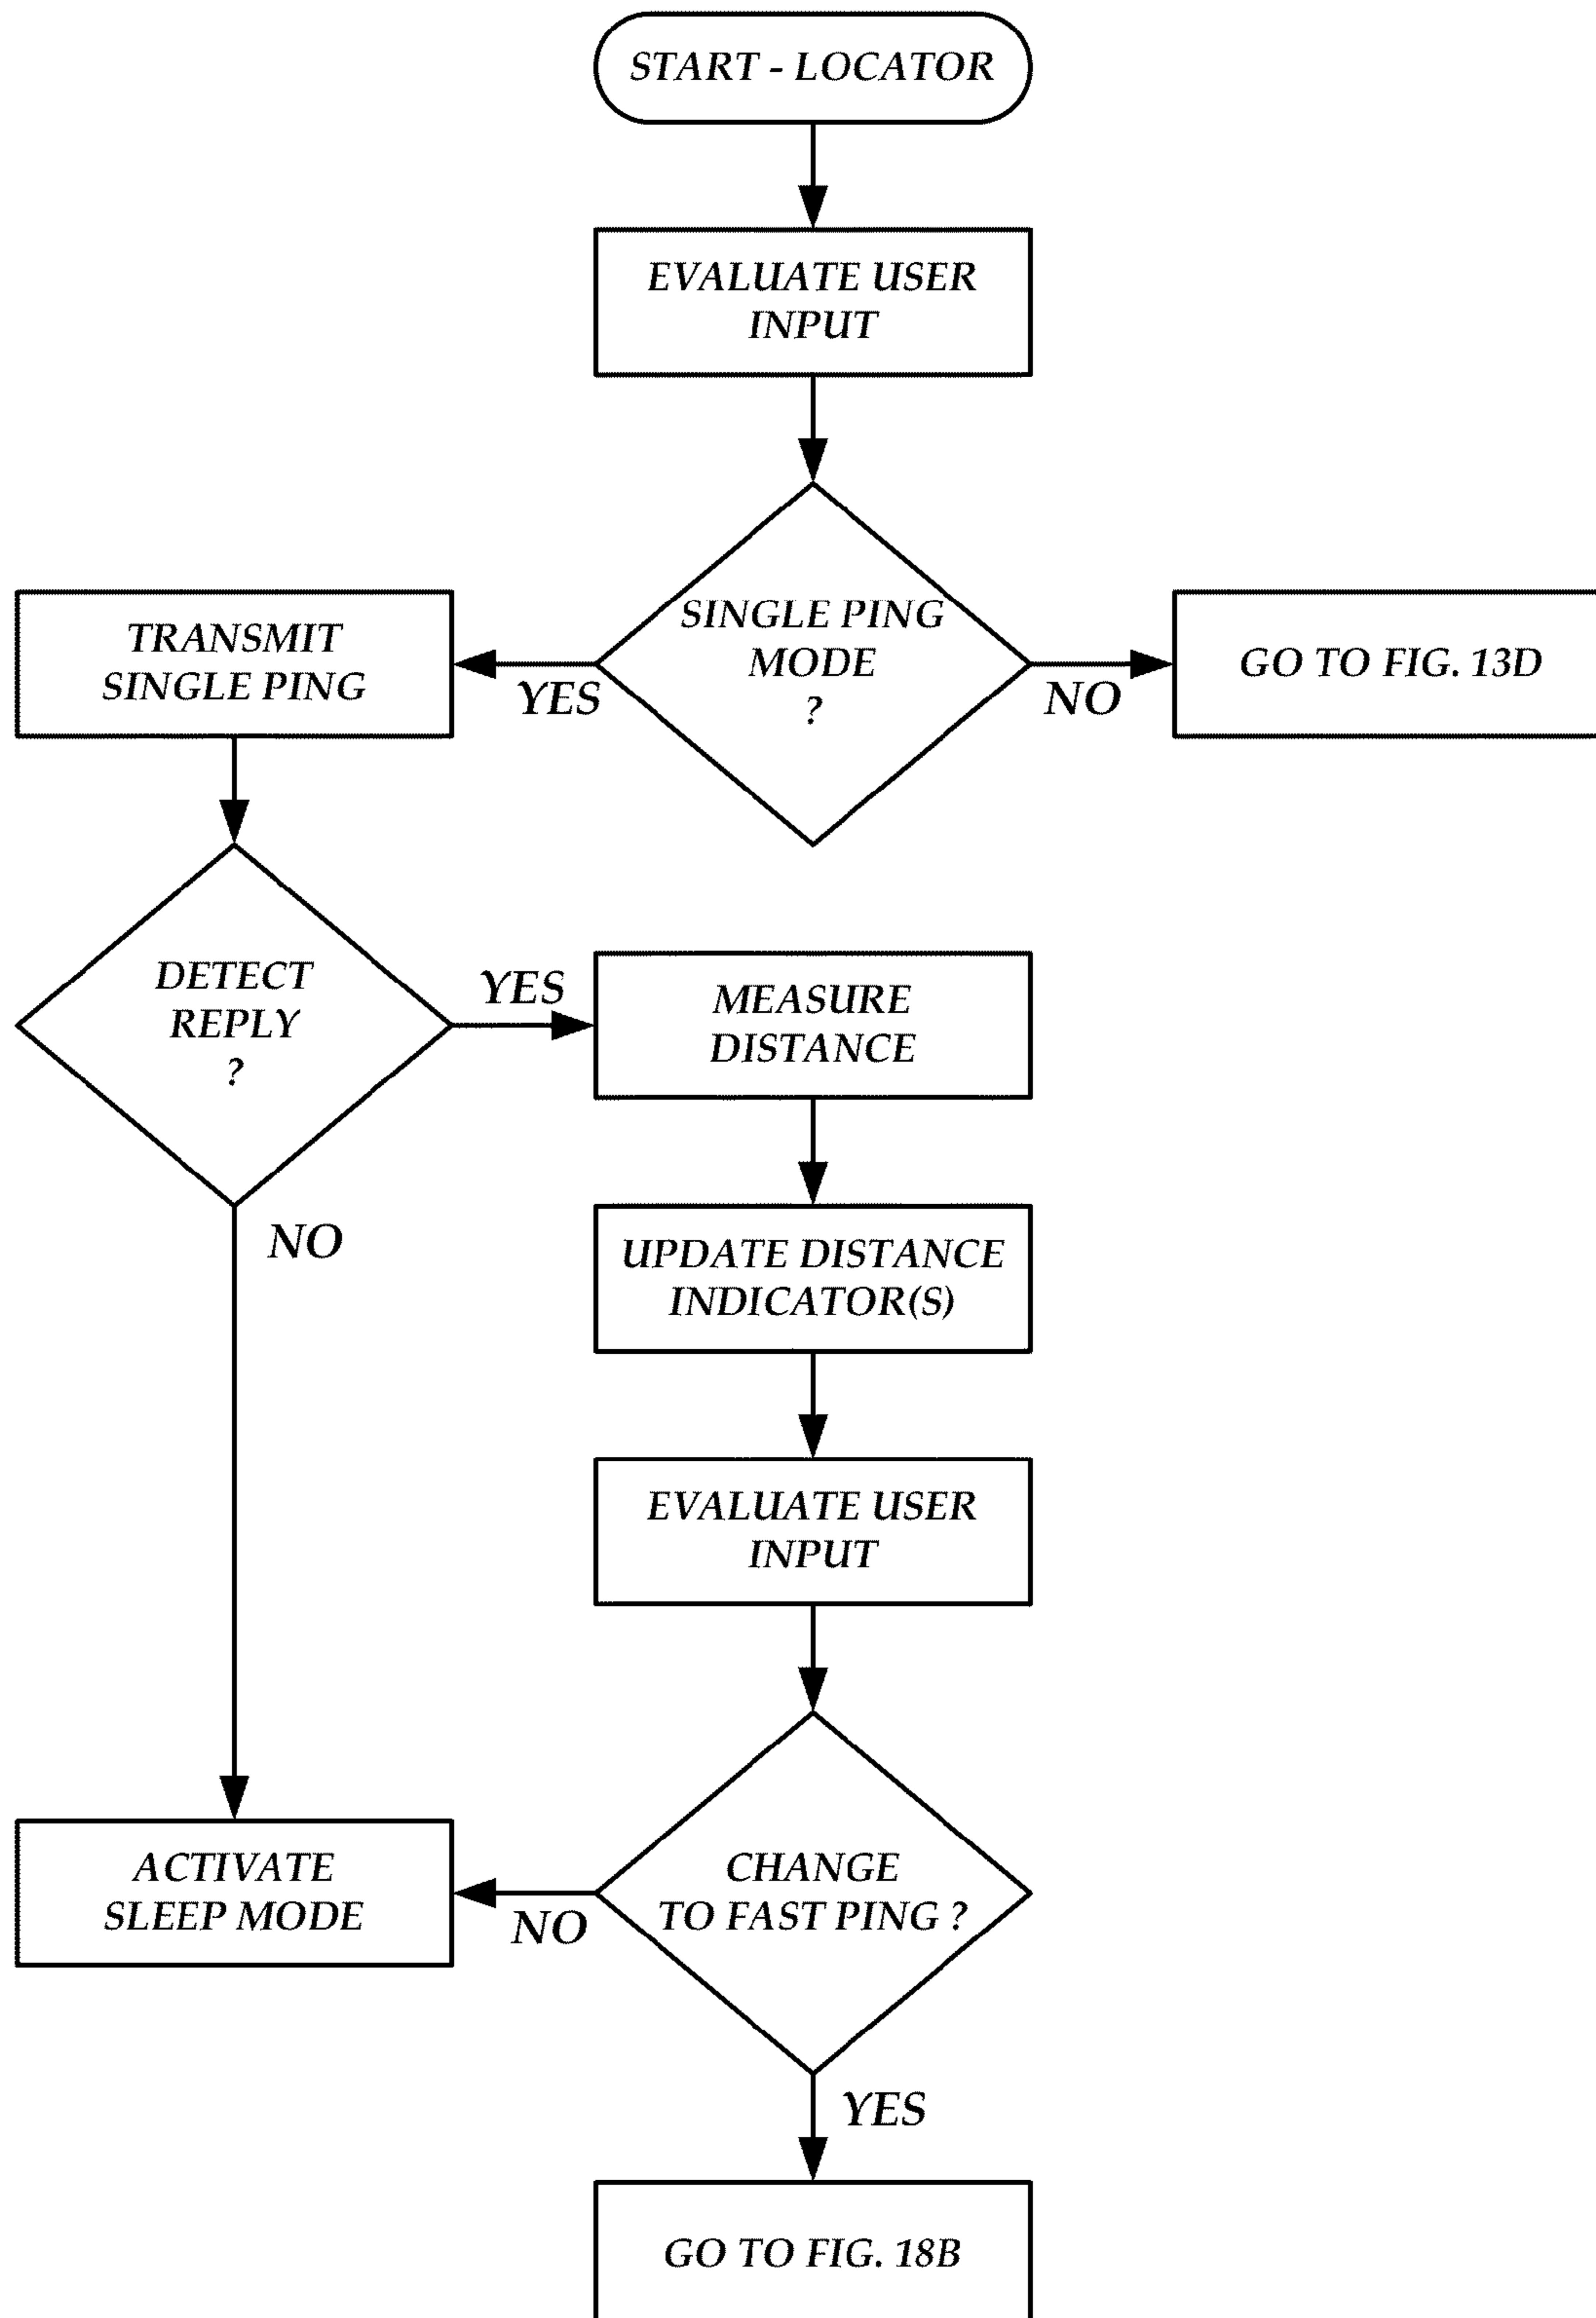 START - LOCATOR
EVALUATE USER
INPUT
SINGLE PING
MODE
?
TRANSMIT
SINGLE PING
YES
NO
GO TO FIG. 13D
DETECT
REPLY
?
YES
MEASURE
DISTANCE
NO
UPDATE DISTANCE
INDICATOR(S)
EVALUATE USER
INPUT
CHANGE
TO FAST PING ?
NO
ACTIVATE
SLEEP MODE
YES
GO TO FIG. 18B